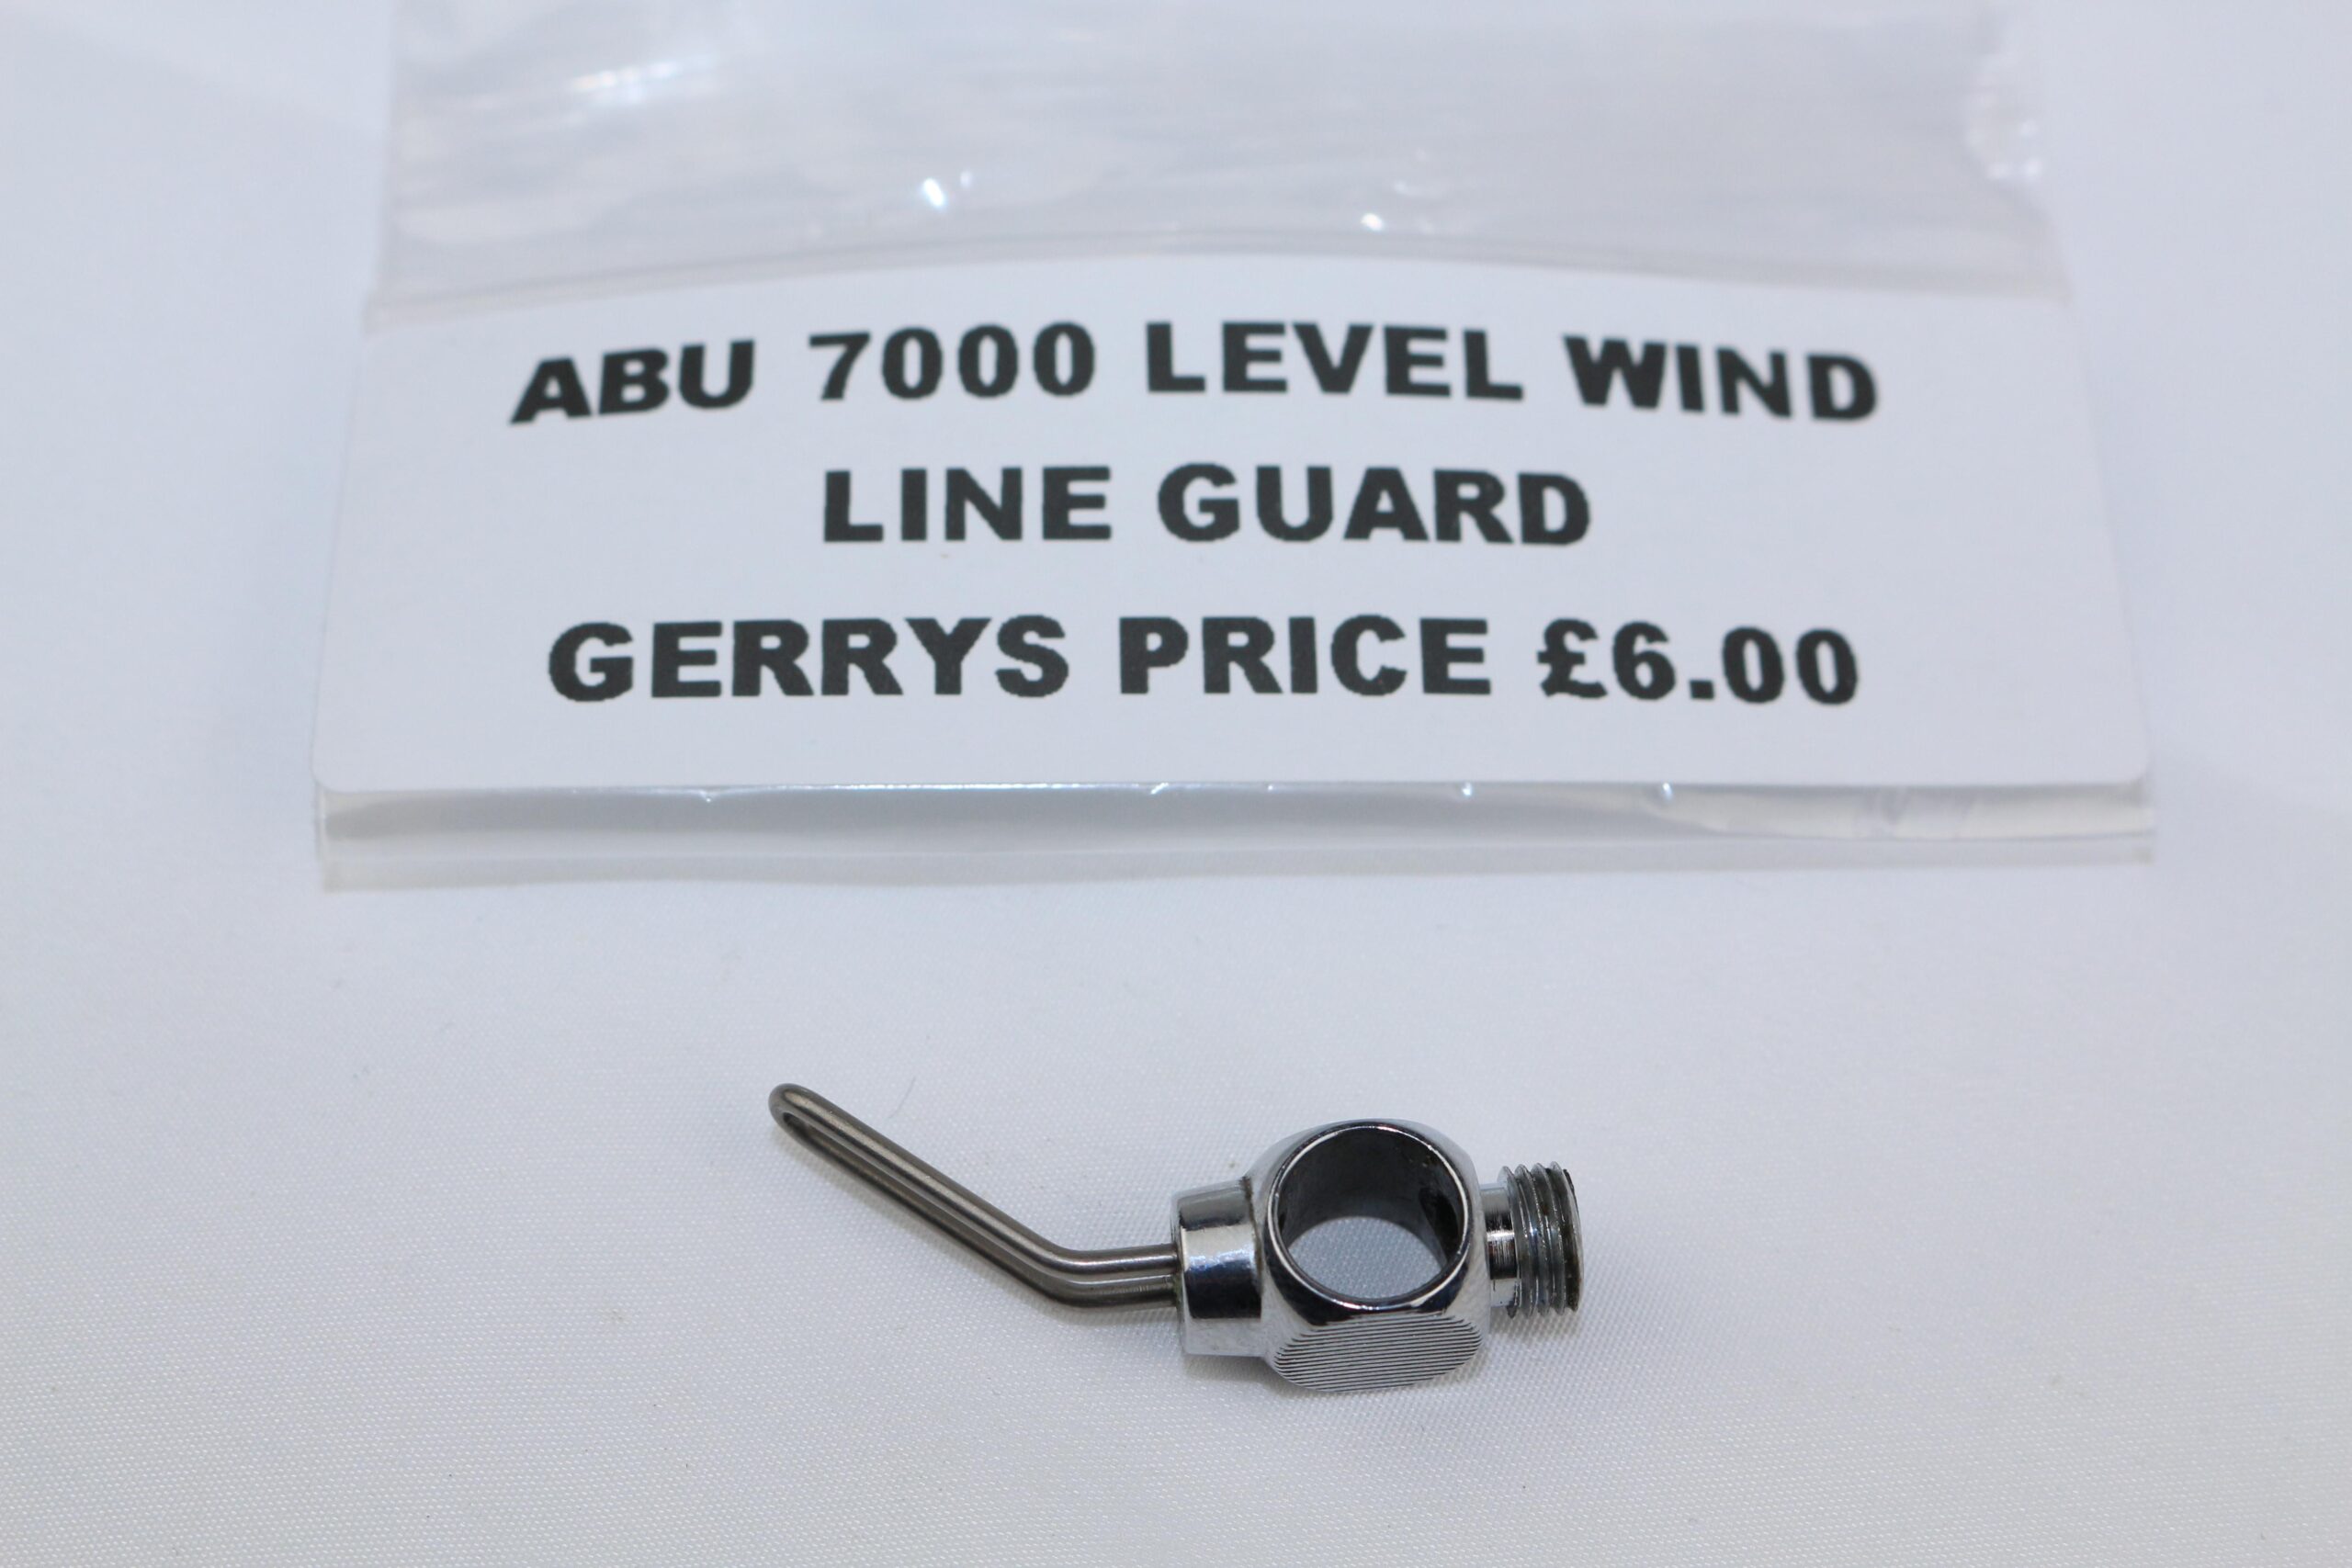 ABU 7000 LEVEL WIND
LINE GUARD
GERRYS PRICE £6.00